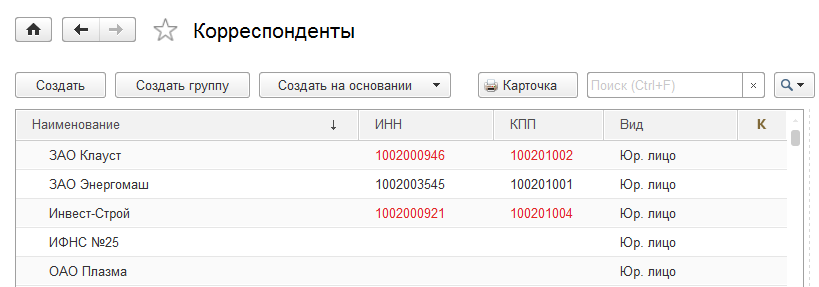 Корреспонденты
Создать Создать группу Создать на основании Карточка Поиск (Ctrl+F) ×
Наименование ↓ ИНН КПП Вид К
ЗАО Клауст 1002000946 100201002 Юр. лицо
ЗАО Энергомаш 1002003545 100201001 Юр. лицо
Инвест-Строй 1002000921 100201004 Юр. лицо
ИФНС №25 Юр. лицо
ОАО Плазма Юр. лицо